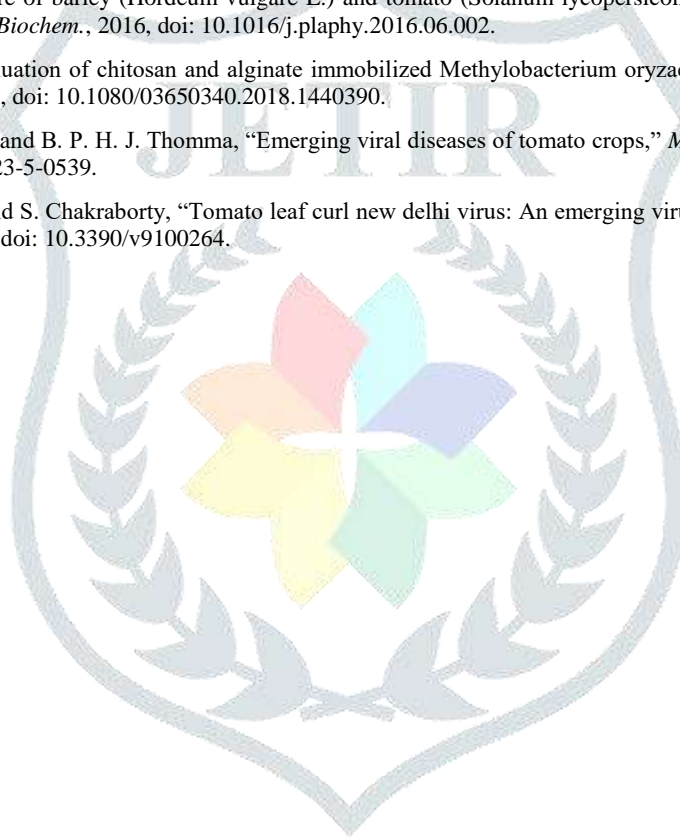 re of barley (Hordeum vulgare L.) and tomato (Solanum lycopersicon
Biochem., 2016, doi: 10.1016/j.plaphy.2016.06.002.
luation of chitosan and alginate immobilized Methylobacterium oryzae
, doi: 10.1080/03650340.2018.1440390.
and B. P. H. J. Thomma, “Emerging viral diseases of tomato crops,” M
23-5-0539.
d S. Chakraborty, “Tomato leaf curl new delhi virus: An emerging viru
doi: 10.3390/v9100264.
JETIR